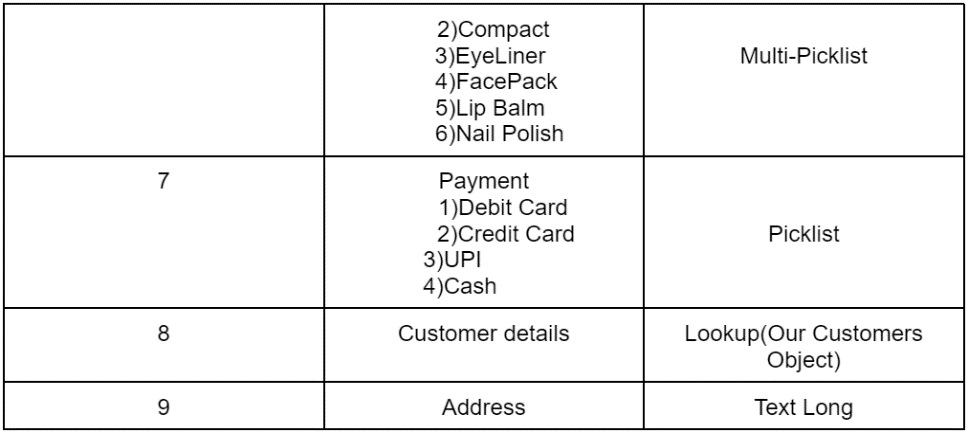 2)Compact
3)EyeLiner
4)FacePack
5)Lip Balm
6)Nail Polish
Multi-Picklist
7
Payment
1)Debit Card
2)Credit Card
3)UPI
4)Cash
Picklist
8
Customer details
Lookup(Our Customers
Object)
9
Address
Text Long